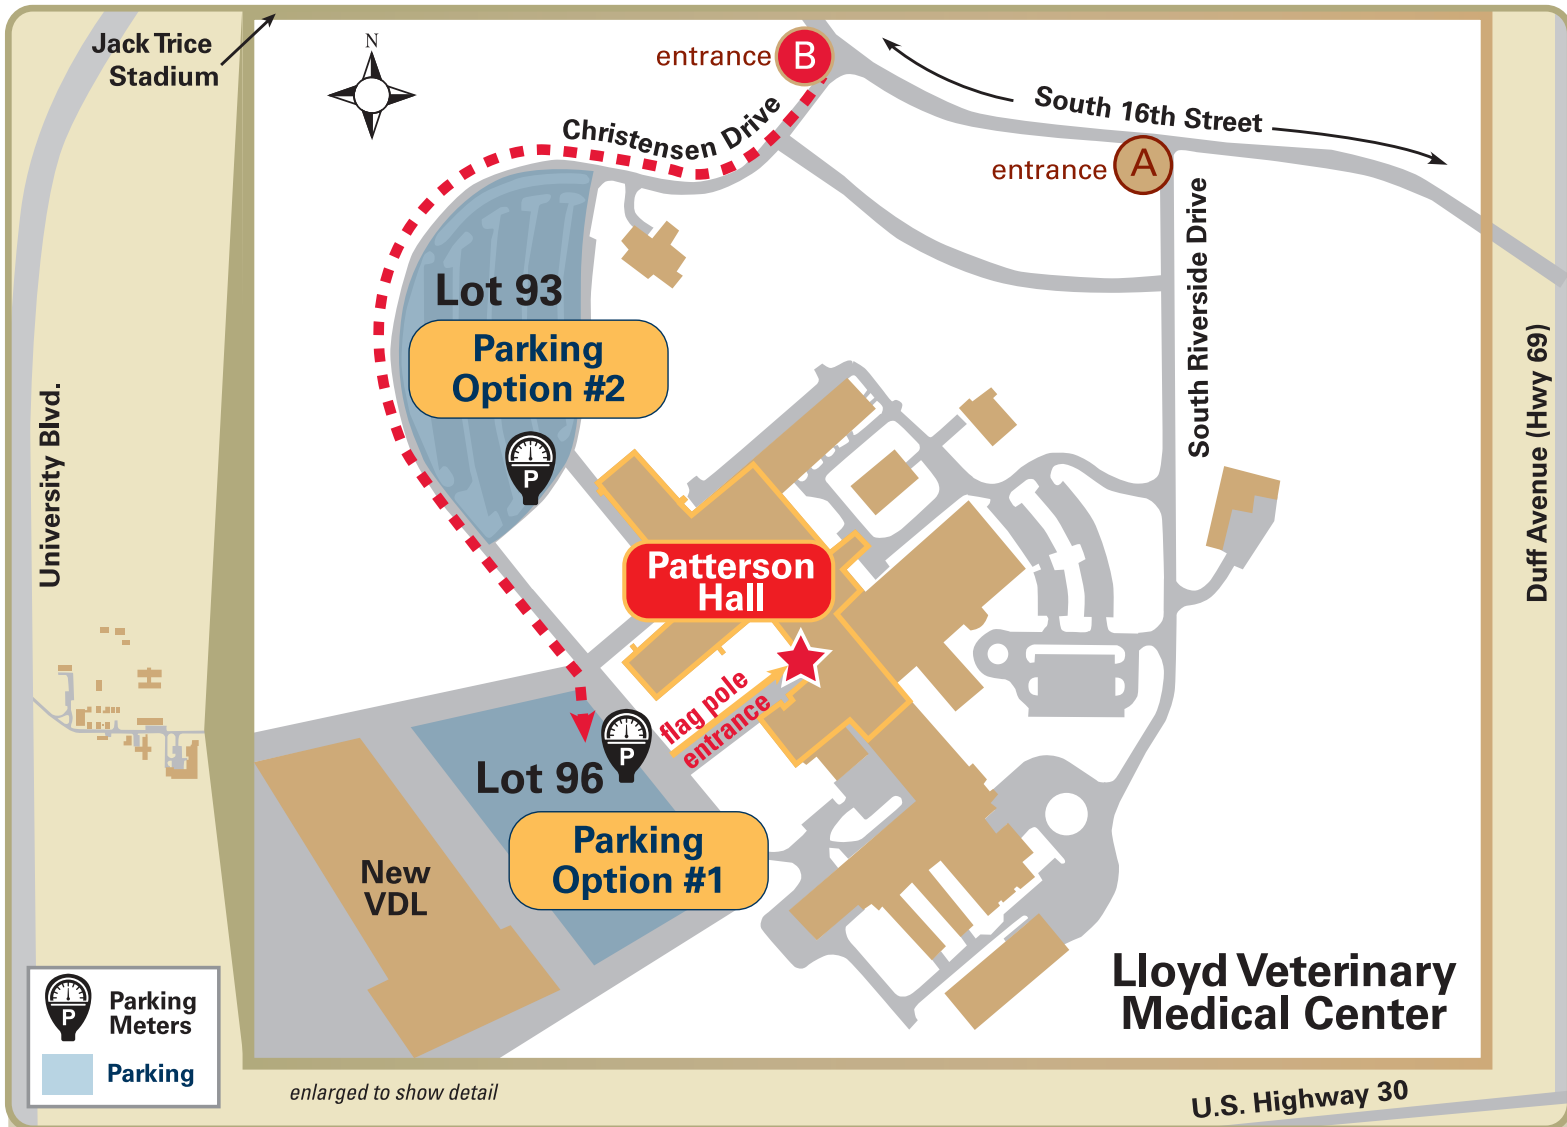 Jack Trice
Stadium
N
entrance
B
South 16th Street
Christensen Drive
entrance
A
South Riverside Drive
Lot 93
Parking
Option #2
P
University Blvd.
Duff Avenue (Hwy 69)
Patterson
Hall
flag pole
entrance
P
Lot 96
Parking
Option #1
New
VDL
Lloyd Veterinary
Medical Center
P
Parking
Meters
Parking
enlarged to show detail
U.S. Highway 30